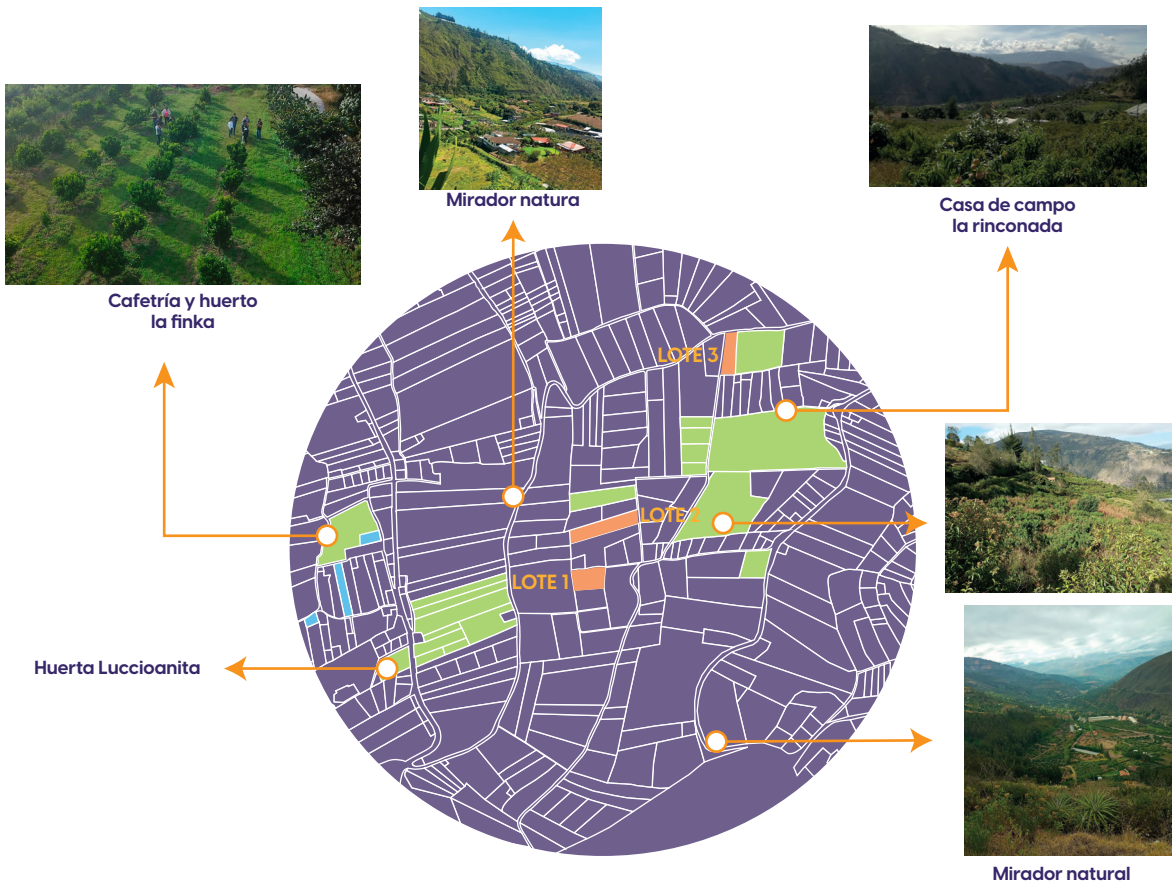 Mirador natura
Casa de campo
la rinconada
Cafetría y huerto
la finka
LOTE 3
LOTE 2
LOTE 1
Huerta Luccioanita
Mirador natural